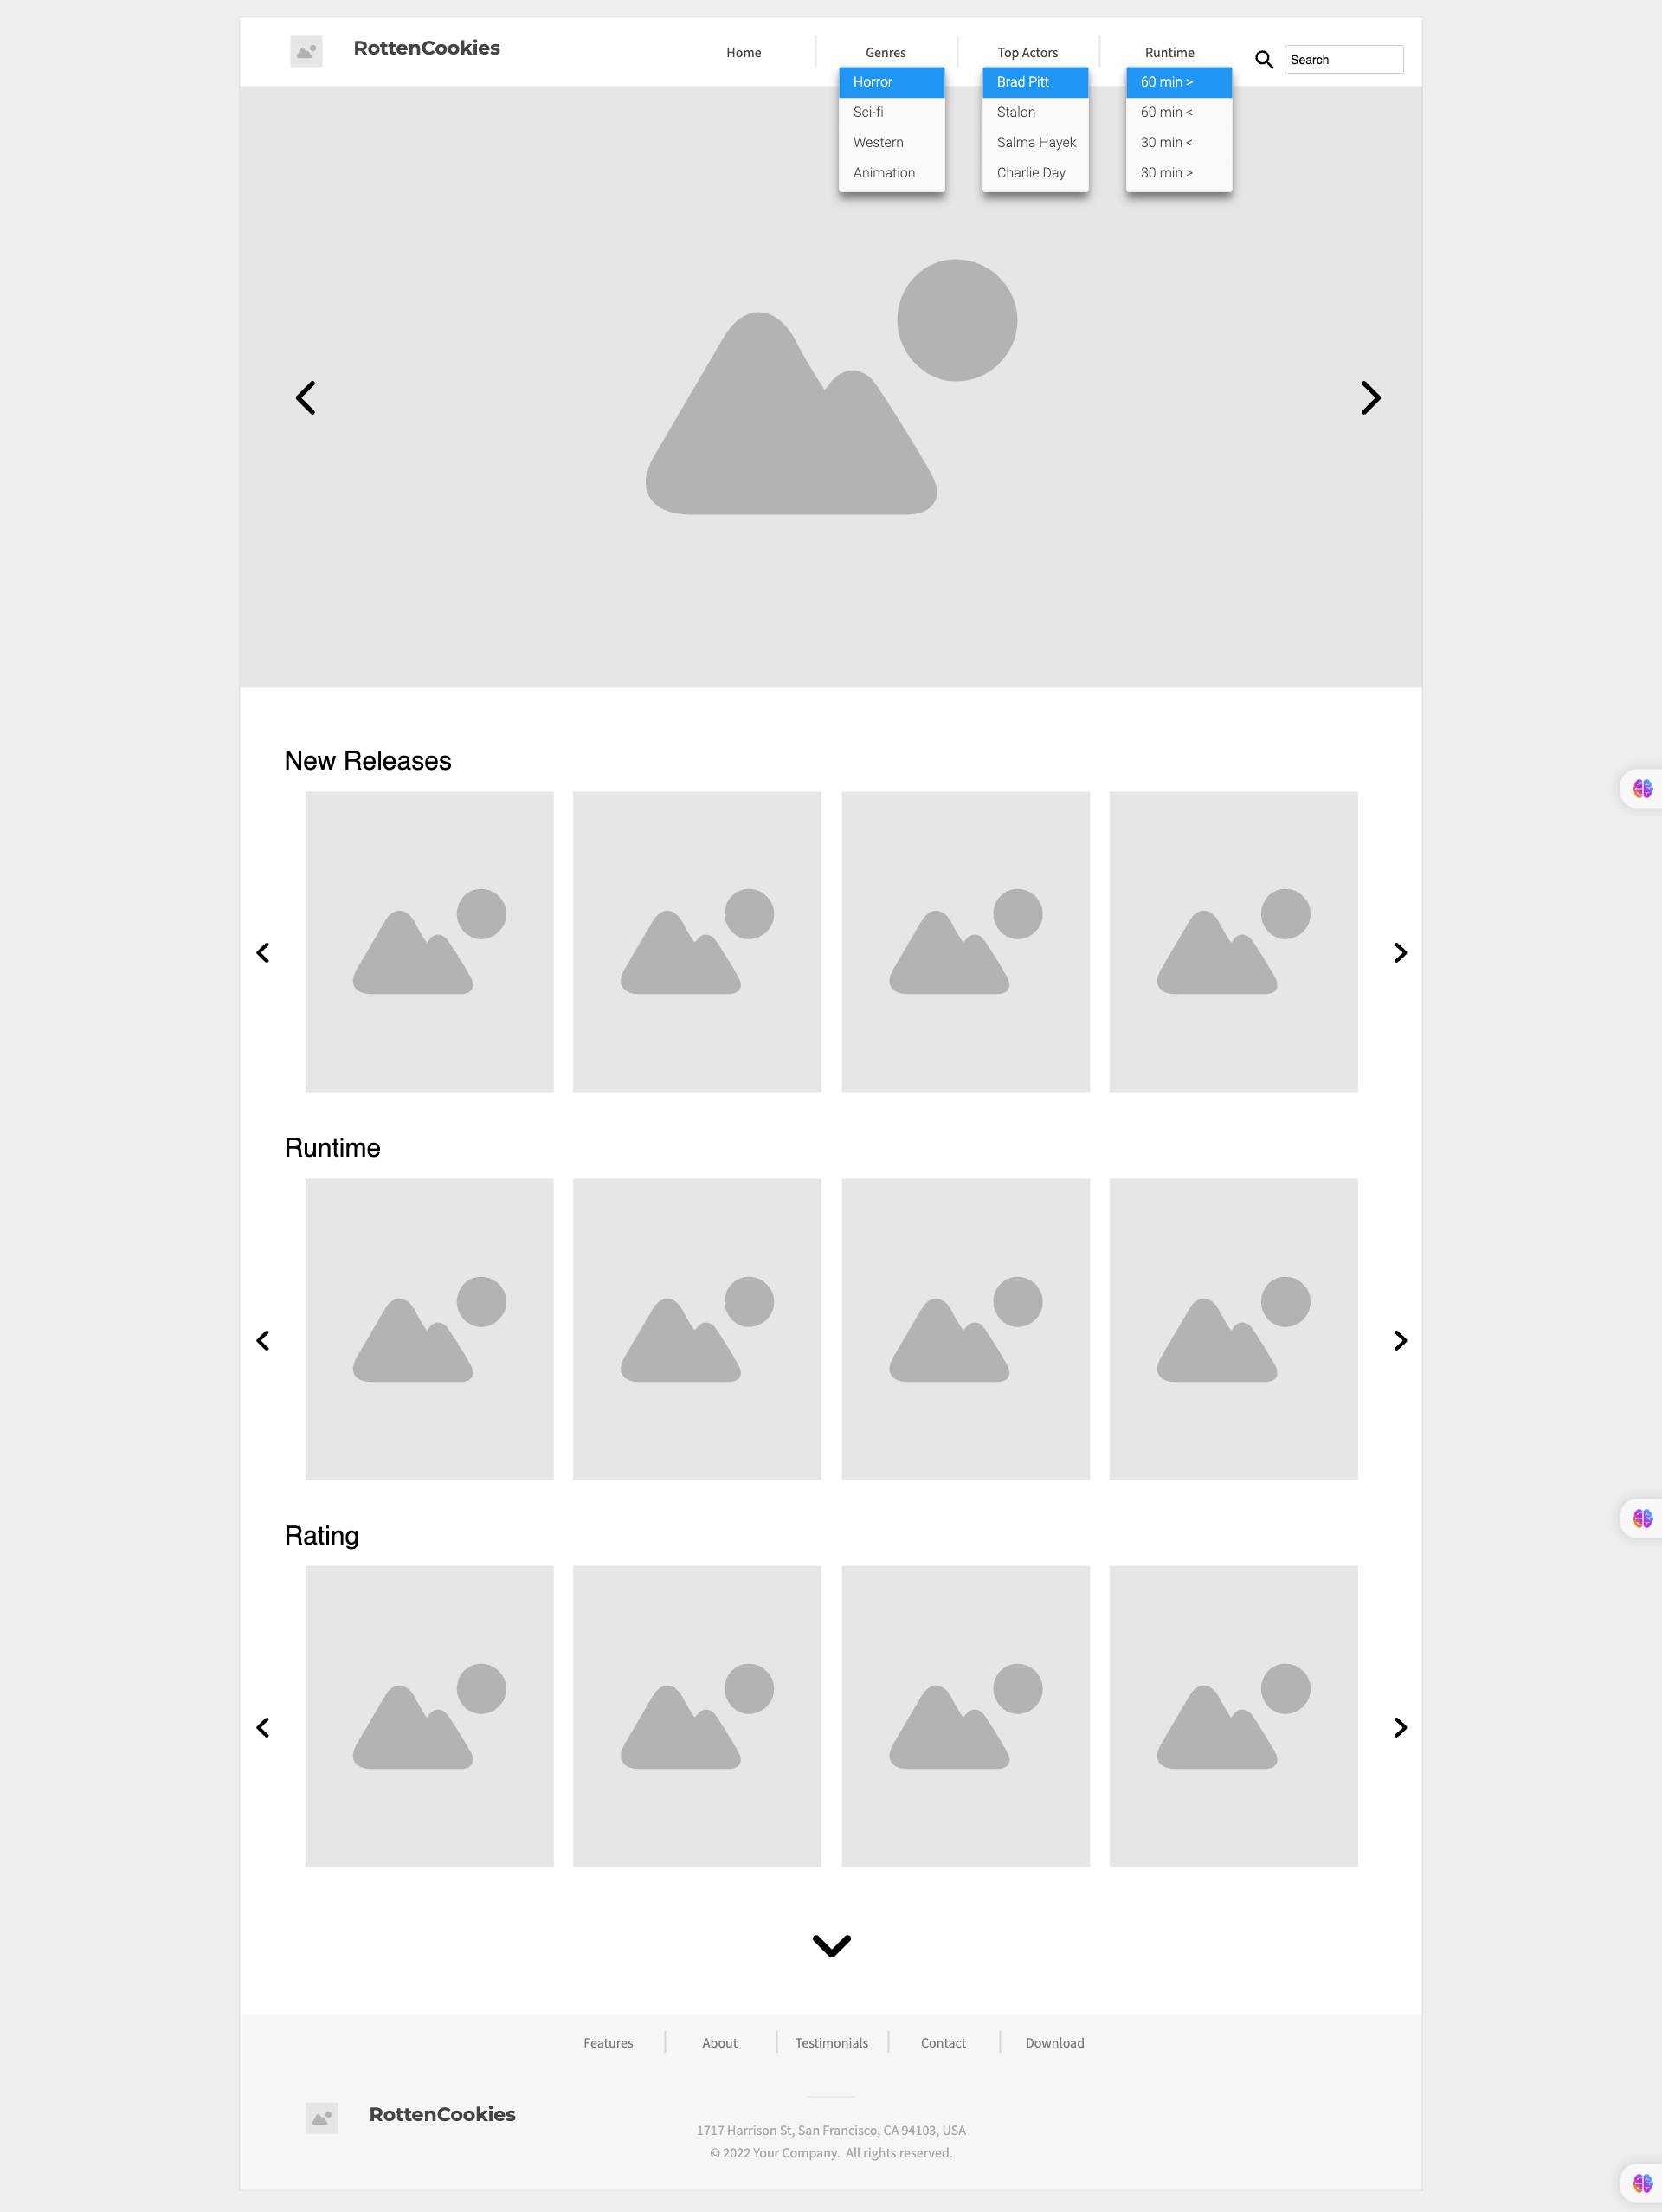 RottenCookies
Home
Genres
Top Actors
Runtime
Search
Horror
Sci-fi
Western
Animation
Brad Pitt
Stalon
Salma Hayek
Charlie Day
60 min >
60 min <
30 min <
30 min >
New Releases
Runtime
Rating
Features
About
Testimonials
Contact
Download
RottenCookies
1717 Harrison St, San Francisco, CA 94103, USA
© 2022 Your Company. All rights reserved.